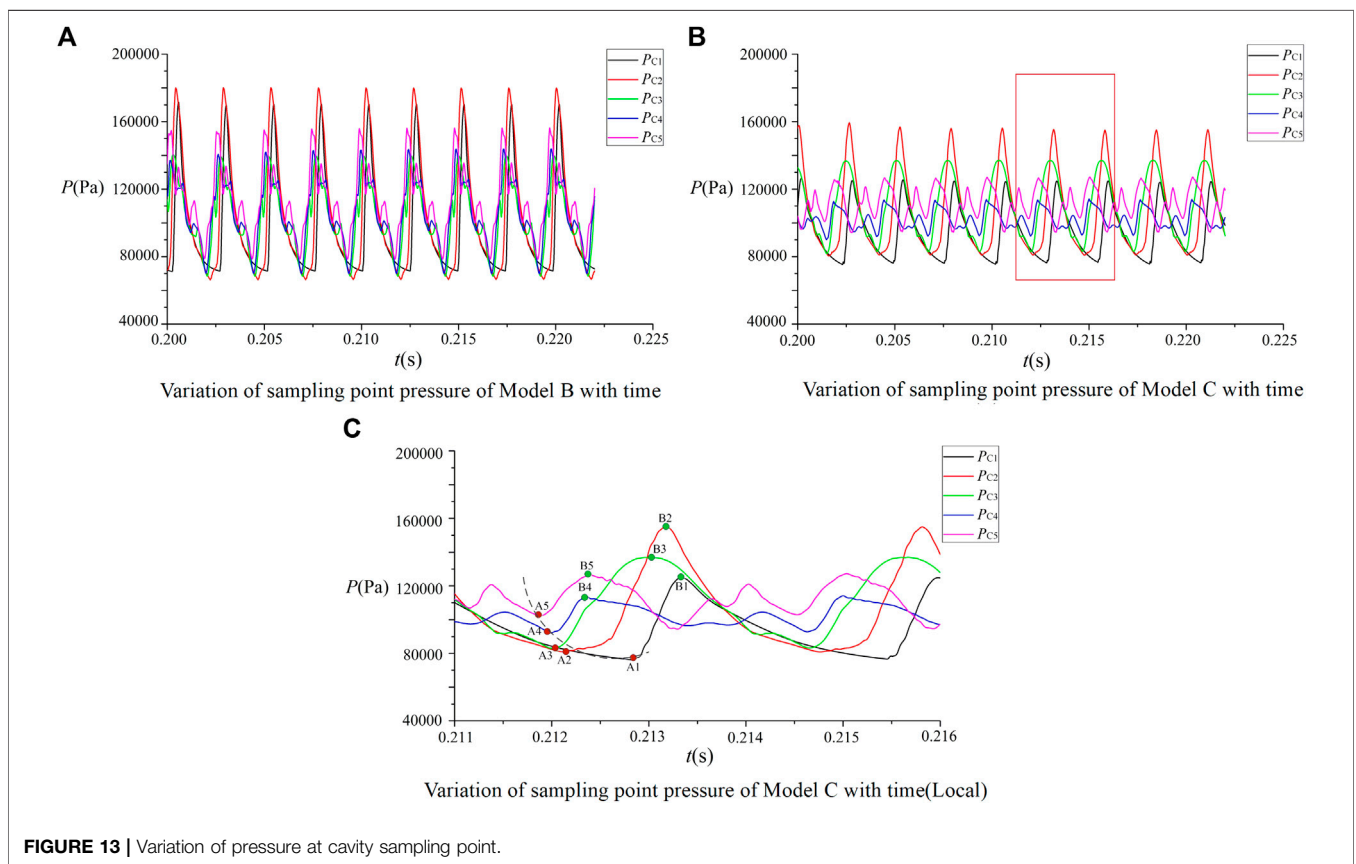 A
200000
160000
120000
80000
40000
P(Pa)
0.200 0.205 0.210 0.215 0.220 0.225
t(s)
PC1
PC2
PC3
PC4
PC5
Variation of sampling point pressure of Model B with time
B
200000
160000
120000
80000
40000
P(Pa)
0.200 0.205 0.210 0.215 0.220 0.225
t(s)
PC1
PC2
PC3
PC4
PC5
Variation of sampling point pressure of Model C with time
C
200000
160000
120000
80000
40000
P(Pa)
B2
B3
B5
B1
B4
A5
A4
A3
A2
A1
0.211 0.212 0.213 0.214 0.215 0.216
t(s)
PC1
PC2
PC3
PC4
PC5
Variation of sampling point pressure of Model C with time(Local)
FIGURE 13 | Variation of pressure at cavity sampling point.